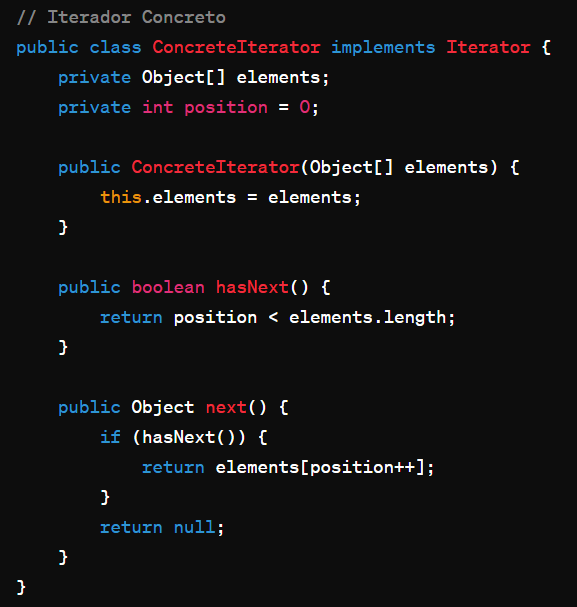 // Iterador Concreto
public class ConcreteIterator implements Iterator {
    private Object[] elements;
    private int position = 0;

    public ConcreteIterator(Object[] elements) {
        this.elements = elements;
    }

    public boolean hasNext() {
        return position < elements.length;
    }

    public Object next() {
        if (hasNext()) {
            return elements[position++];
        }
        return null;
    }
}